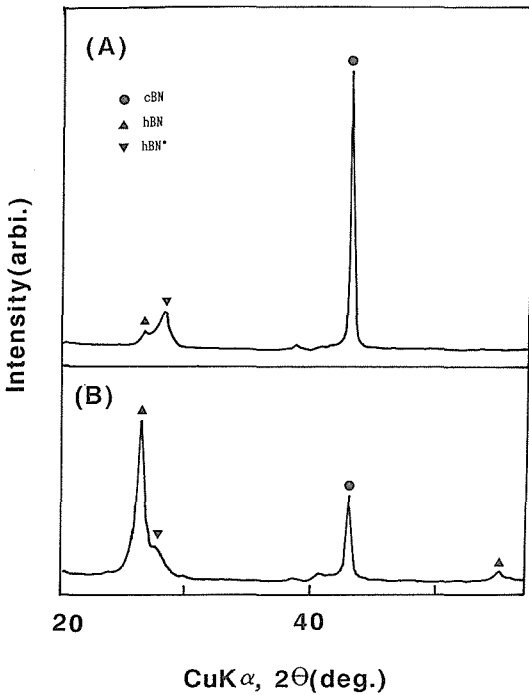 (A)
cBN
hBN
hBN*
Intensity(arbi.)
(B)
20
40
CuKα, 2Θ(deg.)